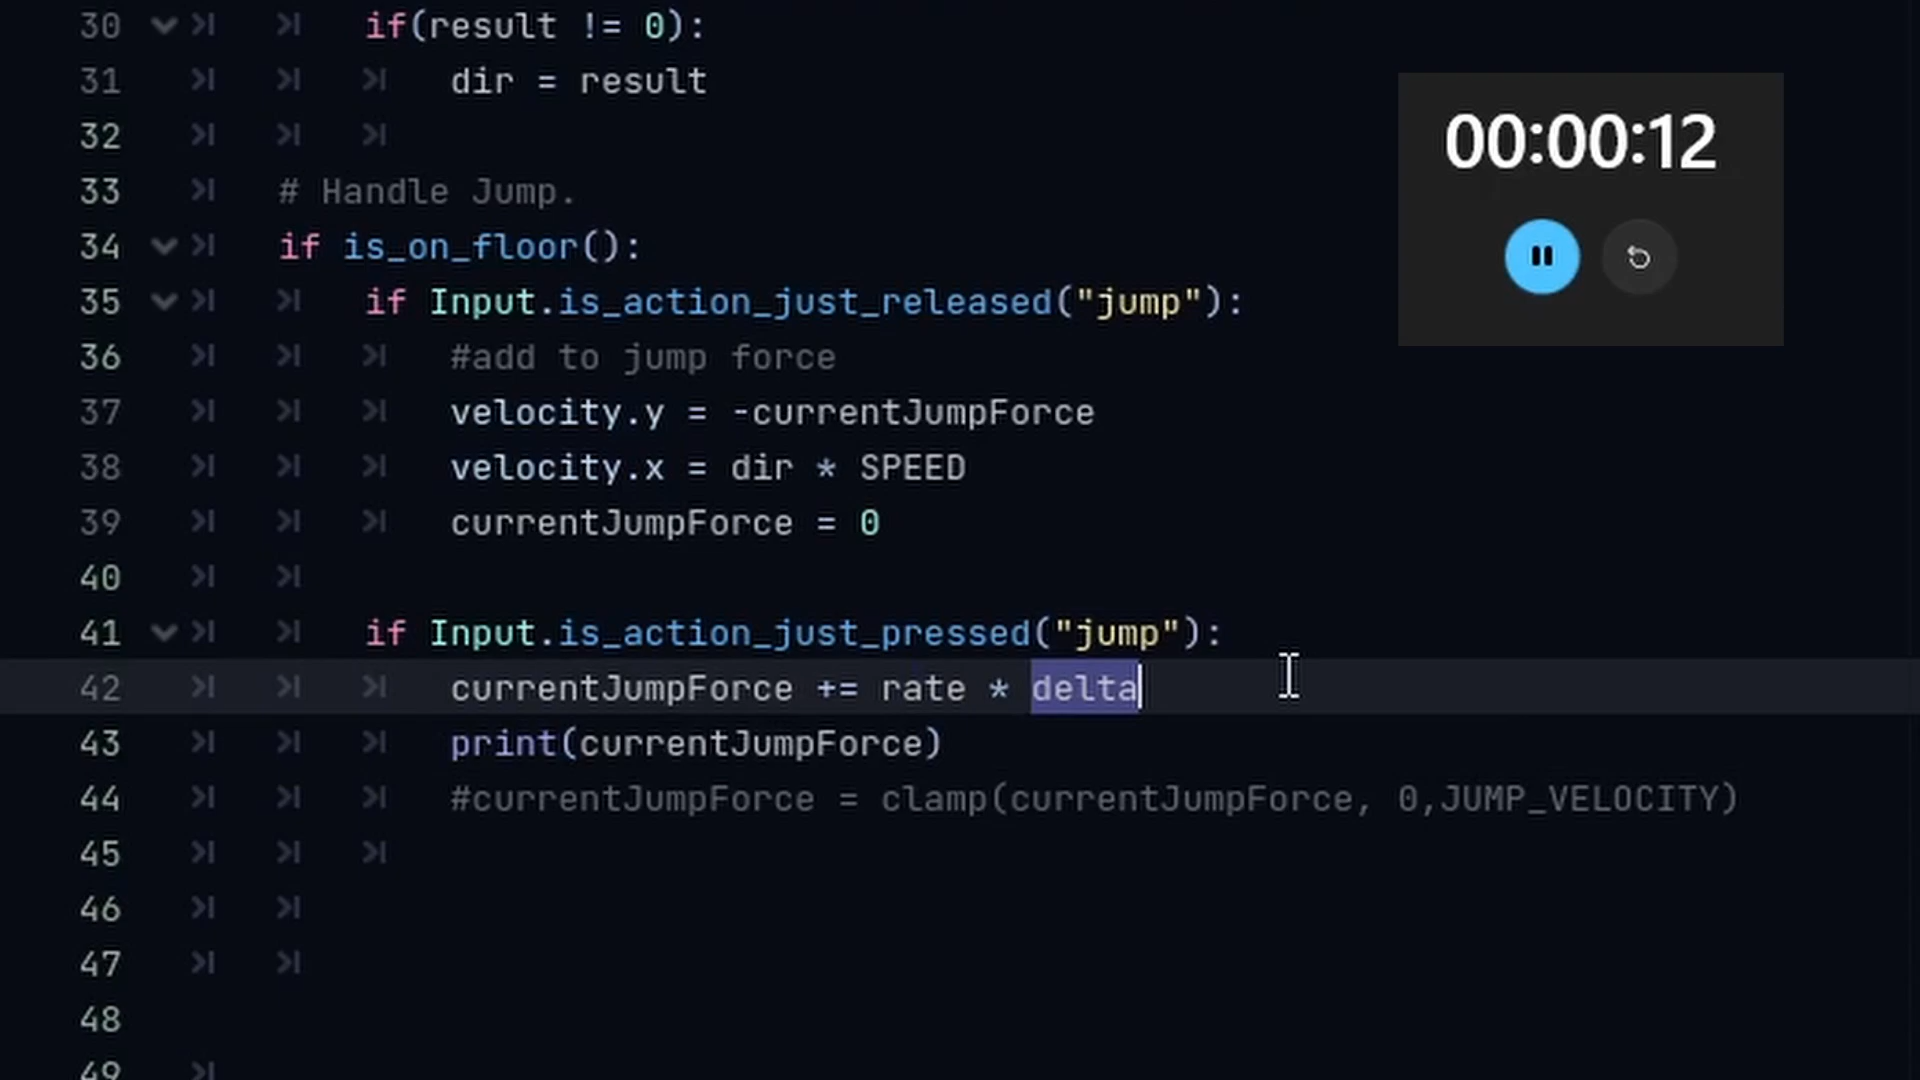 30 if(result != 0):
31 dir = result
32
33 # Handle Jump.
34 if is_on_floor():
35 if Input.is_action_just_released("jump"):
36 #add to jump force
37 velocity.y = -currentJumpForce
38 velocity.x = dir * SPEED
39 currentJumpForce = 0
40
41 if Input.is_action_just_pressed("jump"):
42 currentJumpForce += rate * delta
43 print(currentJumpForce)
44 #currentJumpForce = clamp(currentJumpForce, 0,JUMP_VELOCITY)
45
46
47
48
49
00:00:12